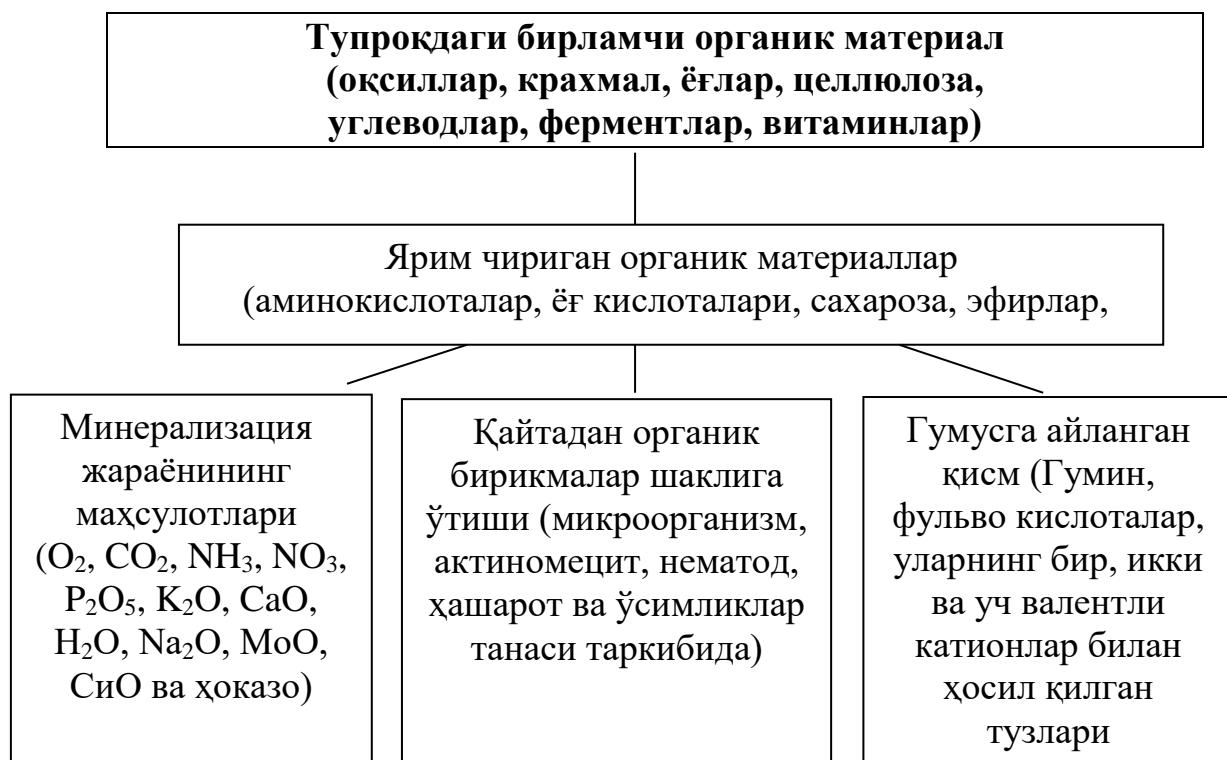 Тупроқдаги бирламчи органик материал
(оқсиллар, крахмал, ёғлар, целлюлоза,
углеводлар, ферментлар, витаминлар)
Ярим чириган органик материаллар
(аминокислоталар, ёғ кислоталари, сахароза, эфирлар,
Минерализация
жараёнининг
маҳсулотлари
(O₂, CO₂, NH₃, NO₃,
P₂O₅, K₂O, CaO,
H₂O, Na₂O, MoO,
СиО ва ҳоказо)
Қайтадан органик
бирикмалар шаклига
ўтиши (микроорганизм,
актиномецит, нематод,
ҳашарот ва ўсимликлар
танаси таркибида)
Гумусга айланган
қисм (Гумин,
фульво кислоталар,
уларнинг бир, икки
ва уч валентли
катионлар билан
ҳосил қилган
тузлари